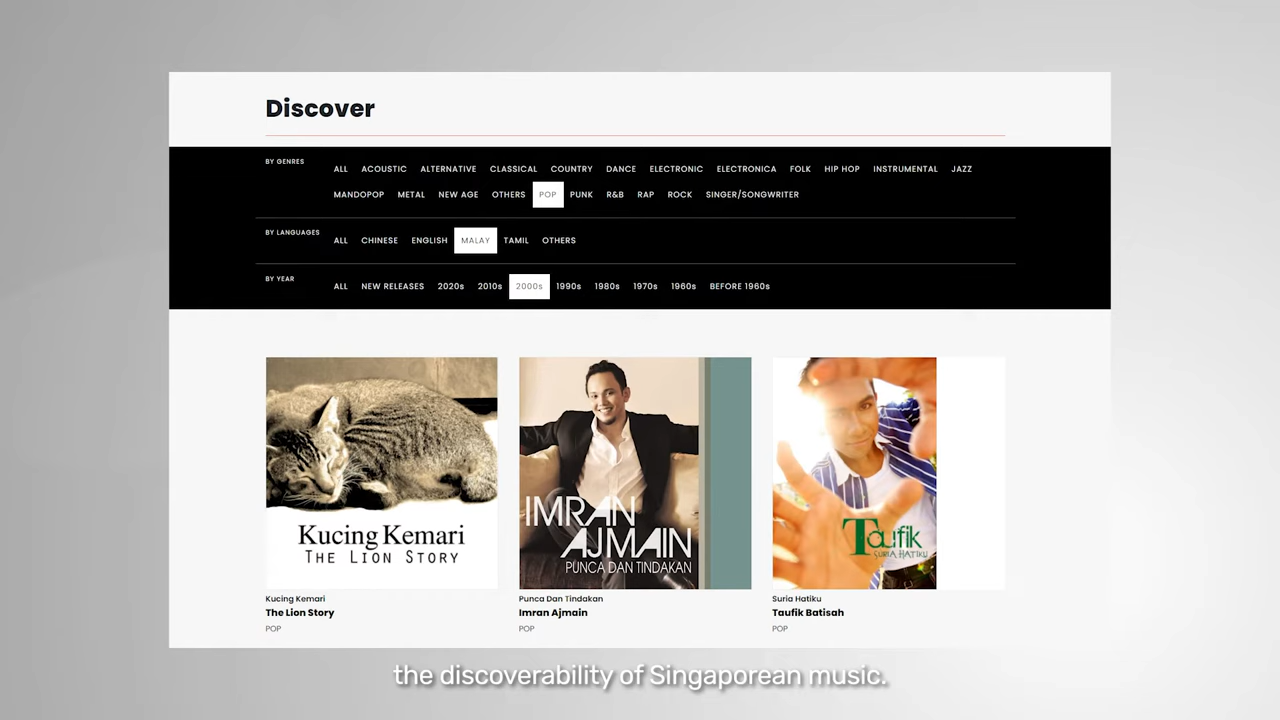 Discover
BY GENRES
ALL ACOUSTIC ALTERNATIVE CLASSICAL COUNTRY DANCE ELECTRONIC ELECTRONICA FOLK HIP HOP INSTRUMENTAL JAZZ
MANDOPOP METAL NEW AGE OTHERS POP PUNK R&B RAP ROCK SINGER/SONGWRITER
BY LANGUAGES
ALL CHINESE ENGLISH MALAY TAMIL OTHERS
BY YEAR
ALL NEW RELEASES 2020s 2010s 2000s 1990s 1980s 1970s 1960s BEFORE 1960s
Kucing Kemari
THE LION STORY
Kucing Kemari
The Lion Story
POP
IMRAN
AJMAIN
PUNCA DAN TINDAKAN
Punca Dan Tindakan
Imran Ajmain
POP
Taufik
SURIA HATIKU
Suria Hatiku
Taufik Batisah
POP
the discoverability of Singaporean music.